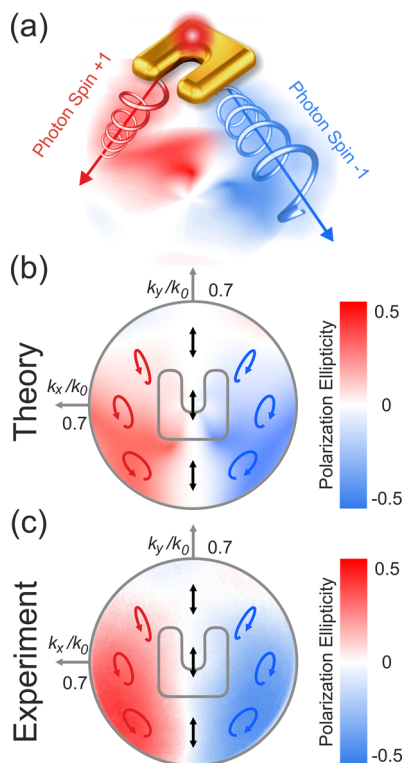 (a)
Photon Spin +1
Photon Spin -1
(b)
Theory
ky/k0
0.7
kx/k0
0.7
Polarization Ellipticity
0.5
0
-0.5
(c)
Experiment
ky/k0
0.7
kx/k0
0.7
Polarization Ellipticity
0.5
0
-0.5